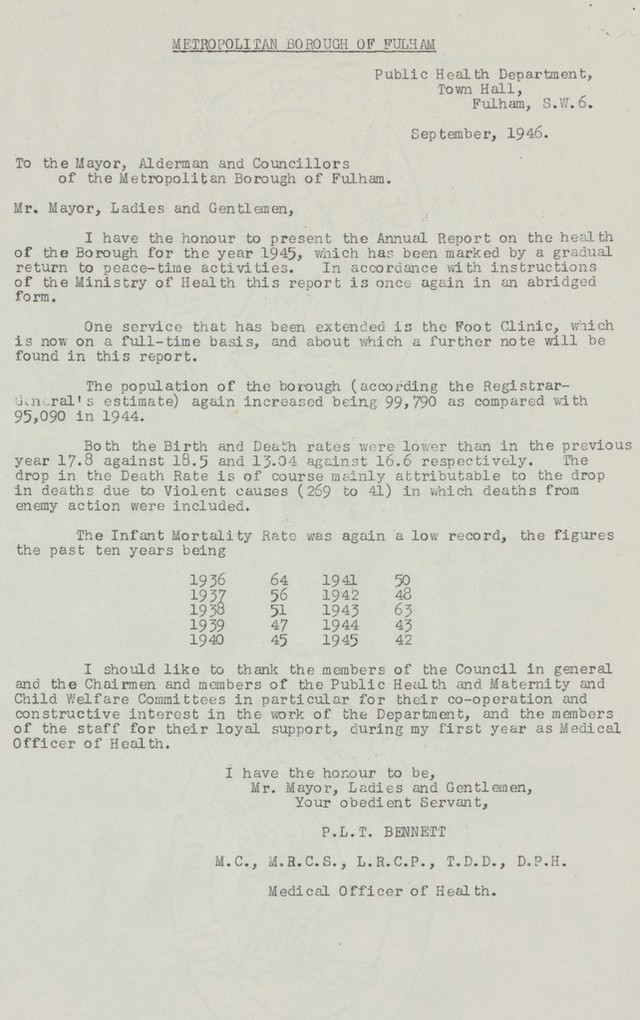 METROPOLITAN BOROUGH OF FULHAM
Public Health Department,
Town Hall,
Fulham, S.W.6.
September, 1946.
To the Mayor, Alderman and Councillors
of the Metropolitan Borough of Fulham.
Mr. Mayor, Ladies and Gentlemen,
I have the honour to present the Annual Report on the health
of the Borough for the year 1945, which has been marked by a gradual
return to peace-time activities. In accordance with instructions
of the Ministry of Health this report is once again in an abridged
form.
One service that has been extended is the Foot Clinic, which
is now on a full-time basis, and about which a further note will be
found in this report.
The population of the borough (according the Registrar-
General's estimate) again increased being 99,790 as compared with
95,090 in 1944.
Both the Birth and Death rates were lower than in the previous
year 17.8 against 18.5 and 13.04 against 16.6 respectively. The
drop in the Death Rate is of course mainly attributable to the drop
in deaths due to Violent causes (269 to 41) in which deaths from
enemy action were included.
The Infant Mortality Rate was again a low record, the figures
the past ten years being
1936 64 1941 50
1937 56 1942 48
1938 51 1943 63
1939 47 1944 43
1940 45 1945 42
I should like to thank the members of the Council in general
and the Chairmen and members of the Public Health and Maternity and
Child Welfare Committees in particular for their co-operation and
constructive interest in the work of the Department, and the members
of the staff for their loyal support, during my first year as Medical
Officer of Health.
I have the honour to be,
Mr. Mayor, Ladies and Gentlemen,
Your obedient Servant,
P.L.T. BENNETT
M.C., M.R.C.S., L.R.C.P., T.D.D., D.P.H.
Medical Officer of Health.